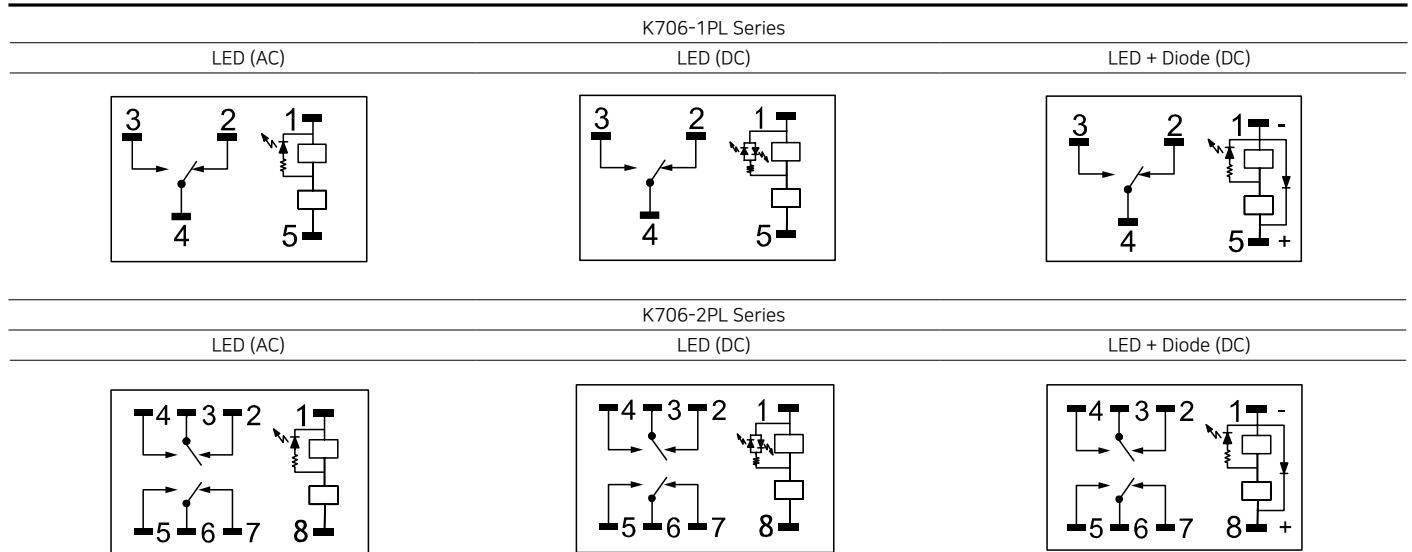 K706-1PL Series
LED (AC) LED (DC) LED + Diode (DC)
3 2 1 3 2 1 3 2 1 -
4 5 4 5 4 5 +
K706-2PL Series
LED (AC) LED (DC) LED + Diode (DC)
4 3 2 1 4 3 2 1 4 3 2 1 -
5 6 7 8 5 6 7 8 5 6 7 8 +